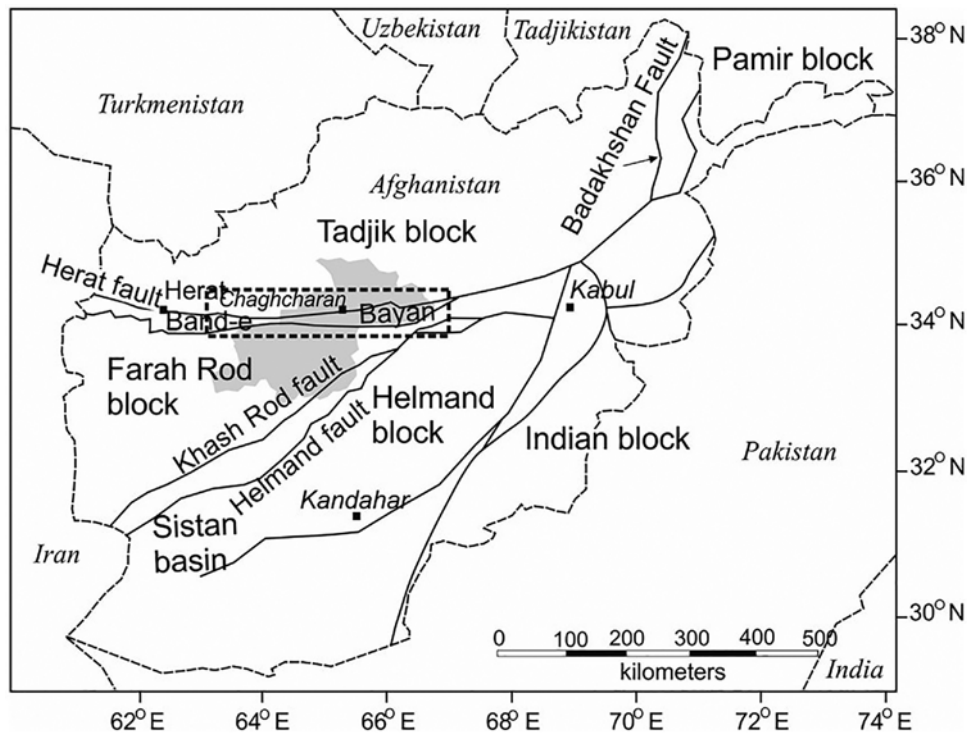 Uzbekistan
Tadjikistan
38° N
Pamir block
Turkmenistan
Badakhshan Fault
36° N
Afghanistan
Tadjik block
Herat fault
Herat
Chaghcharan
Kabul
Band-e
Bayan
34° N
Farah Rod
block
Khash Rod fault
Helmand
block
Helmand fault
Indian block
Pakistan
32° N
Kandahar
Sistan
basin
Iran
30° N
0 100 200 300 400 500
kilometers
India
62° E 64° E 66° E 68° E 70° E 72° E 74° E